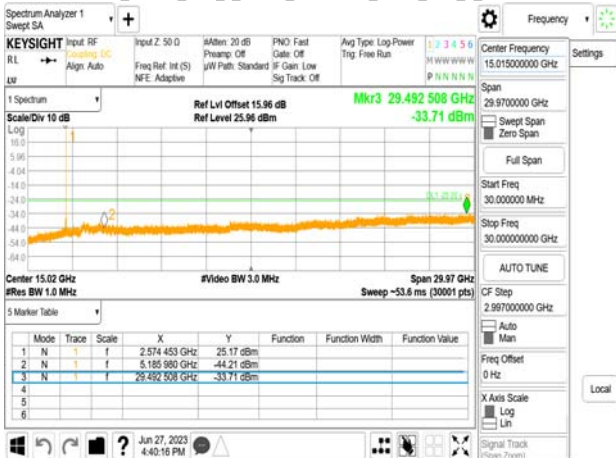 Spectrum Analyzer 1
Swept SA
Frequency
Settings
KEYSIGHT Input: RF Input Z: 50 Ω #Atten: 20 dB PNO: Fast Avg Type: Log-Power 1 2 3 4 5 6
RL Coupling: DC Preamp: Off Gate: Off Trig: Free Run M W W W W W
Align: Auto Freq Ref: Int (S) µW Path: Standard IF Gain: Low P N N N N N
NFE: Adaptive Sig Track: Off
1 Spectrum
Ref Lvl Offset 15.96 dB
Mkr3 29.492 508 GHz
Scale/Div 10 dB
Ref Level 25.96 dBm
-33.71 dBm
Log
16.0
5.96
-4.04
-14.0
-24.0
-34.0
-44.0
-54.0
-64.0
1
2
Center 15.02 GHz
#Video BW 3.0 MHz
Span 29.97 GHz
#Res BW 1.0 MHz
Sweep ~53.6 ms (30001 pts)
5 Marker Table
Mode Trace Scale X Y Function Function Width Function Value
1 N 1 f 2.574 453 GHz 25.17 dBm
2 N 1 f 5.185 980 GHz -44.21 dBm
3 N 1 f 29.492 508 GHz -33.71 dBm
4
5
6
Jun 27, 2023
4:40:16 PM
Center Frequency
15.015000000 GHz
Span
29.9700000 GHz
Swept Span
Zero Span
Full Span
Start Freq
30.000000 MHz
Stop Freq
30.000000000 GHz
AUTO TUNE
CF Step
2.997000000 GHz
Auto
Man
Freq Offset
0 Hz
X Axis Scale
Log
Lin
Signal Track
(Span Zoom)
Local